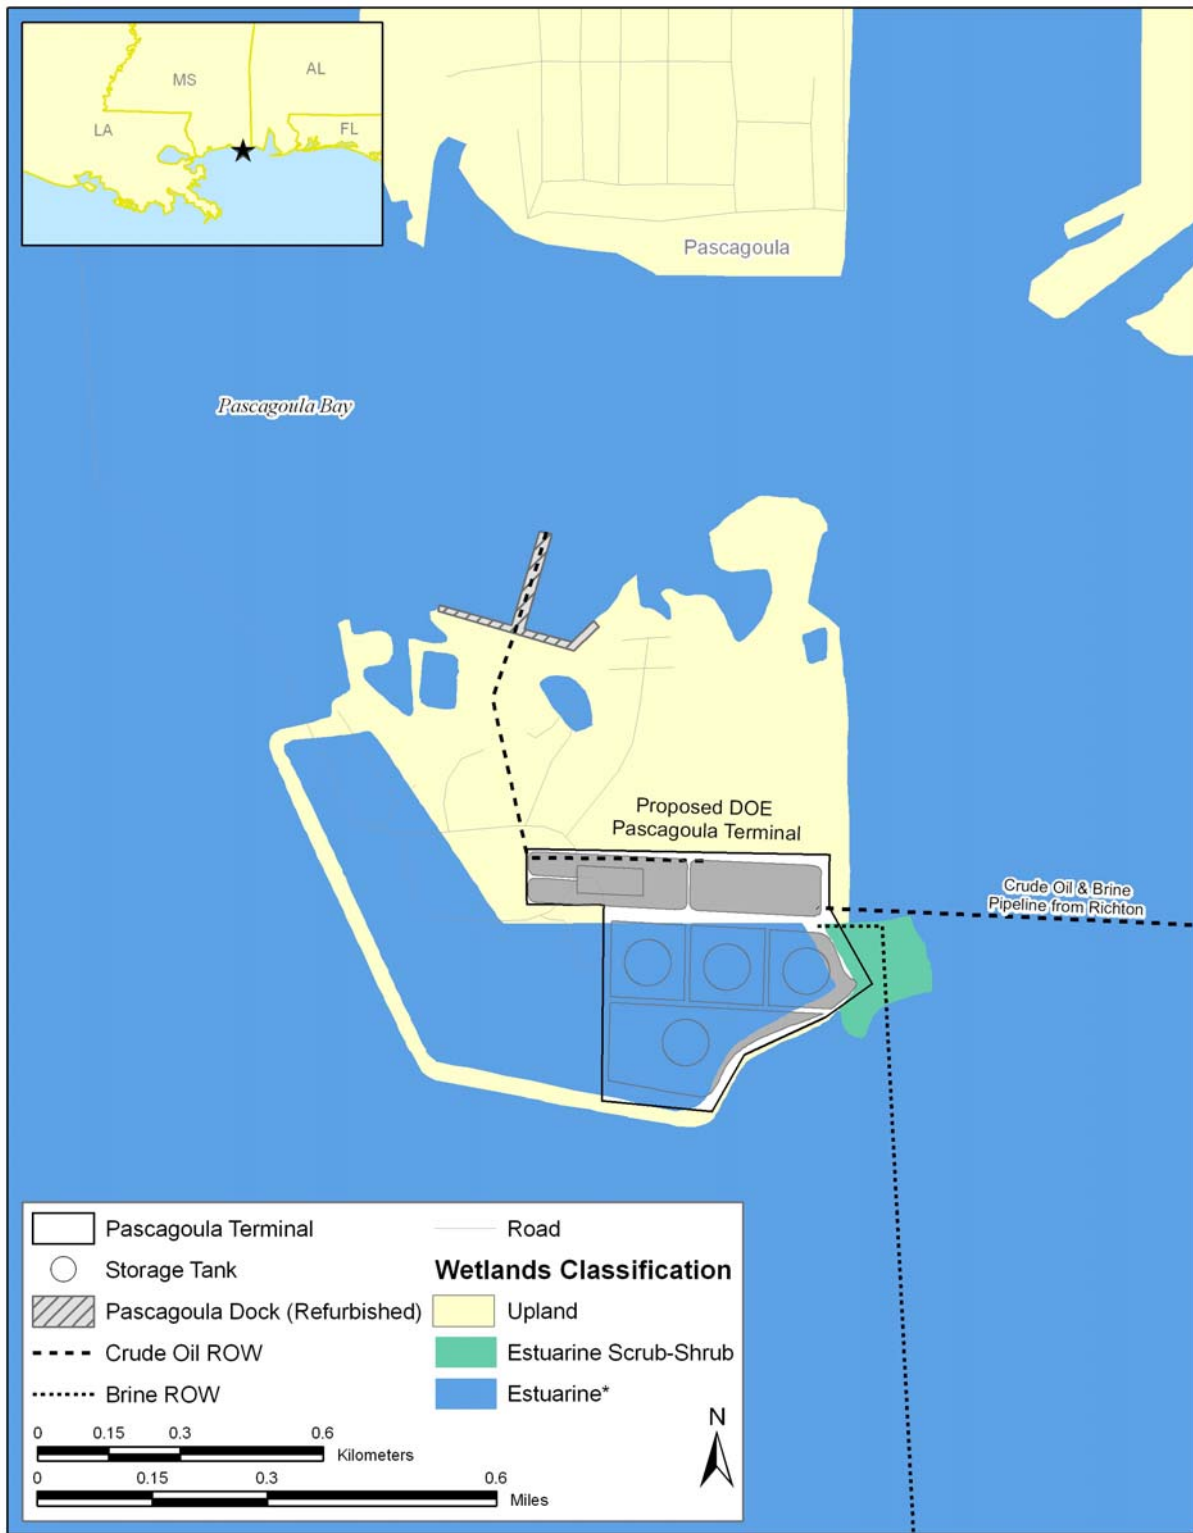 MS
AL
LA
FL
Pascagoula
Pascagoula Bay
Proposed DOE
Pascagoula Terminal
Crude Oil & Brine
Pipeline from Richton
Pascagoula Terminal
Storage Tank
Pascagoula Dock (Refurbished)
Crude Oil ROW
Brine ROW
Road
Wetlands Classification
Upland
Estuarine Scrub-Shrub
Estuarine*
N
0 0.15 0.3 0.6
Kilometers
0 0.15 0.3 0.6
Miles